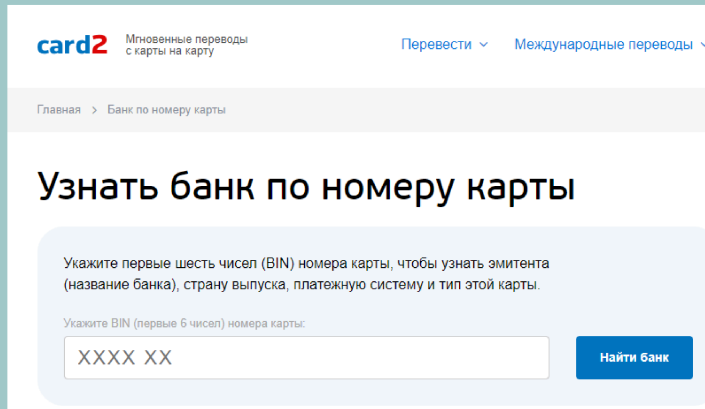 card2
Мгновенные переводы
с карты на карту
Перевести
Международные переводы
Главная > Банк по номеру карты
Узнать банк по номеру карты
Укажите первые шесть чисел (BIN) номера карты, чтобы узнать эмитента
(название банка), страну выпуска, платежную систему и тип этой карты.
Укажите BIN (первые 6 чисел) номера карты:
XXXX XX
Найти банк